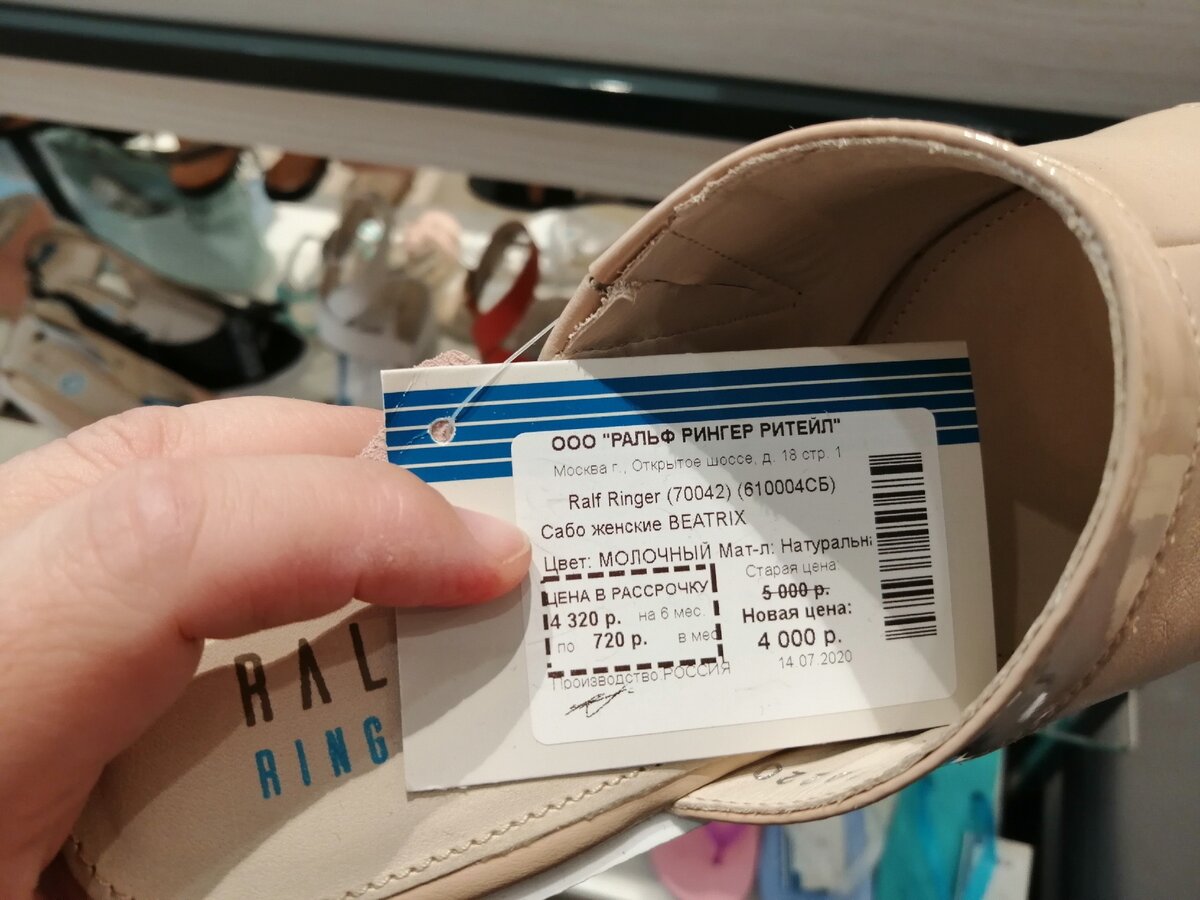 ООО "РАЛЬФ РИНГЕР РИТЕЙЛ"
Москва г., Открытое шоссе, д. 18 стр. 1
Ralf Ringer (70042) (610004СБ)
Сабо женские BEATRIX
Цвет: МОЛОЧНЫЙ Мат-л: Натуральн
ЦЕНА В РАССРОЧКУ
4 320 р. на 6 мес.
по 720 р. в мес
Старая цена
5 000 р.
Новая цена:
4 000 р.
14.07.2020
Производство РОССИЯ
RAL
RING